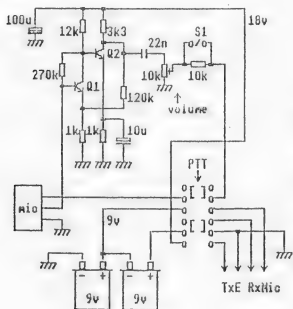 100u
12k
3k3
18v
Q2
22n
S1
270k
Q1
10k
10k
120k
volume
1k
1k
10u
PTT
mic
9v
TxE RxMic
- +
- +
9v
9v